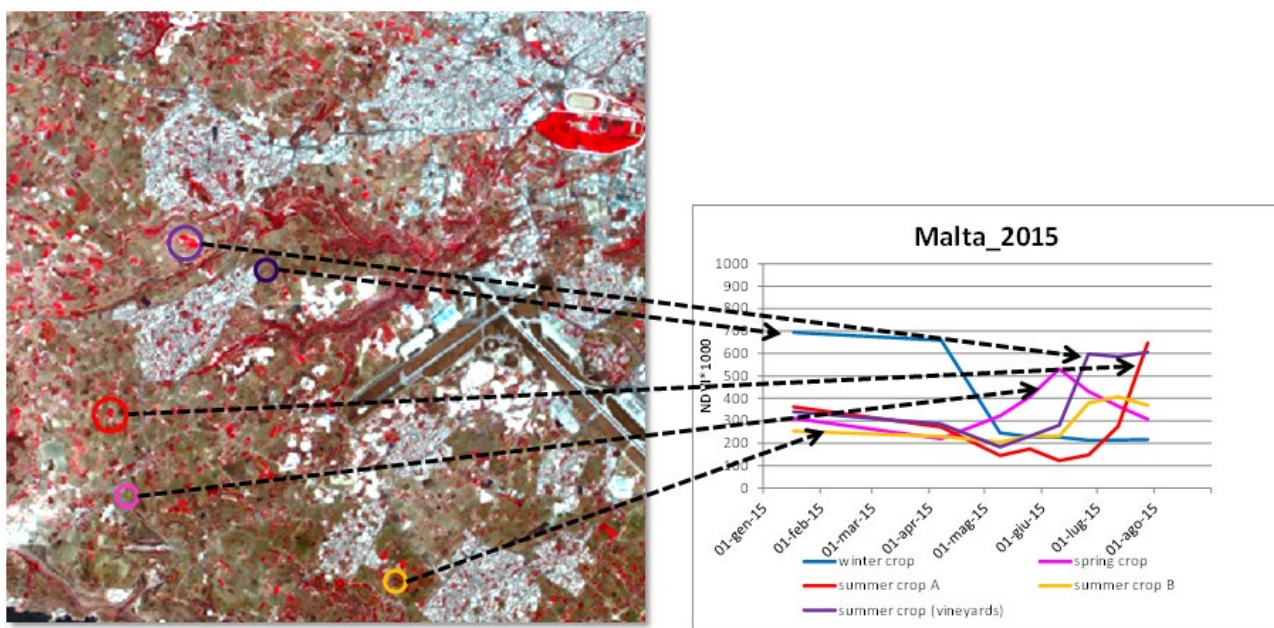 Malta_2015
1000
900
800
700
600
500
400
300
200
100
0
NDVI*1000
01-gen-15
01-feb-15
01-mar-15
01-apr-15
01-mag-15
01-giu-15
01-lug-15
01-ago-15
winter crop
spring crop
summer crop A
summer crop B
summer crop (vineyards)